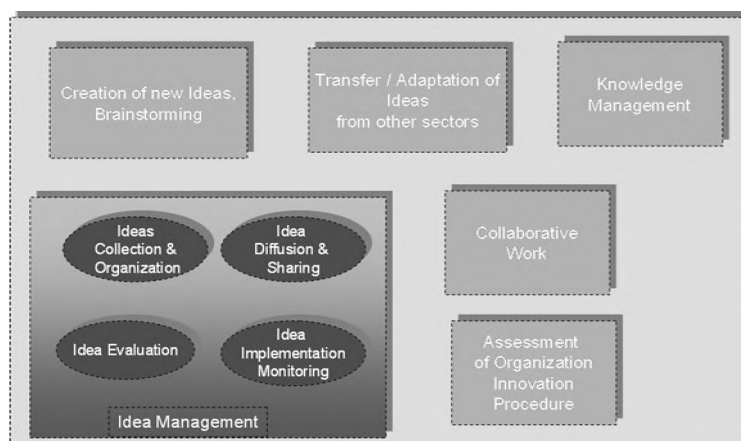 Creation of new Ideas,
Brainstorming
Transfer / Adaptation of
Ideas
from other sectors
Knowledge
Management
Ideas
Collection &
Organization
Idea
Diffusion &
Sharing
Idea Evaluation
Idea
Implementation
Monitoring
Idea Management
Collaborative
Work
Assessment
of Organization
Innovation
Procedure